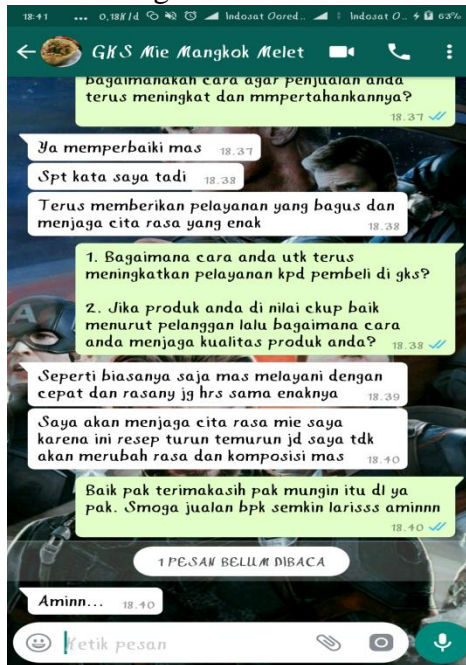 18:41 ... 0,18K/d Indosat Oored.. Indosat O.. 63%
GKS Mie Mangkok Melet
bagaimanakah cara agar penjualan anda
terus meningkat dan mmpertahankannya?
18.37
Ya memperbaiki mas 18.37
Spt kata saya tadi 18.38
Terus memberikan pelayanan yang bagus dan
menjaga cita rasa yang enak 18.38
1. Bagaimana cara anda utk terus
meningkatkan pelayanan kpd pembeli di gks?
2. Jika produk anda di nilai ckup baik
menurut pelanggan lalu bagaimana cara
anda menjaga kualitas produk anda? 18.38
Seperti biasanya saja mas melayani dengan
cepat dan rasany jg hrs sama enaknya 18.39
Saya akan menjaga cita rasa mie saya
karena ini resep turun temurun jd saya tdk
akan merubah rasa dan komposisi mas 18.40
Baik pak terimakasih pak mungin itu dl ya
pak. Smoga jualan bpk semkin larisss aminnn
18.40
1 PESAN BELUM DIBACA
Aminn... 18.40
Ketik pesan